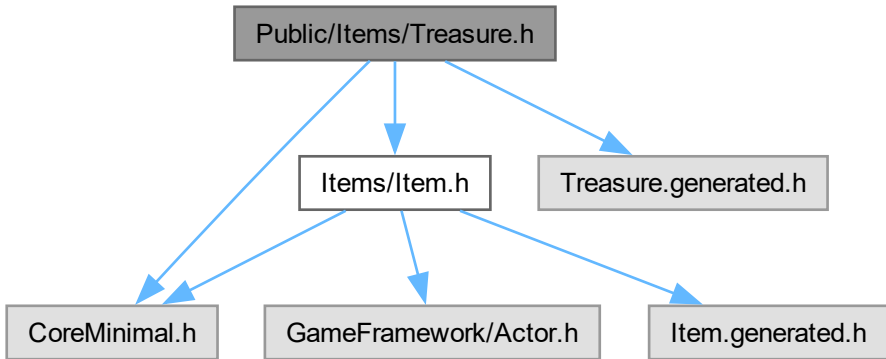 Public/Items/Treasure.h
Items/Item.h
Treasure.generated.h
CoreMinimal.h
GameFramework/Actor.h
Item.generated.h